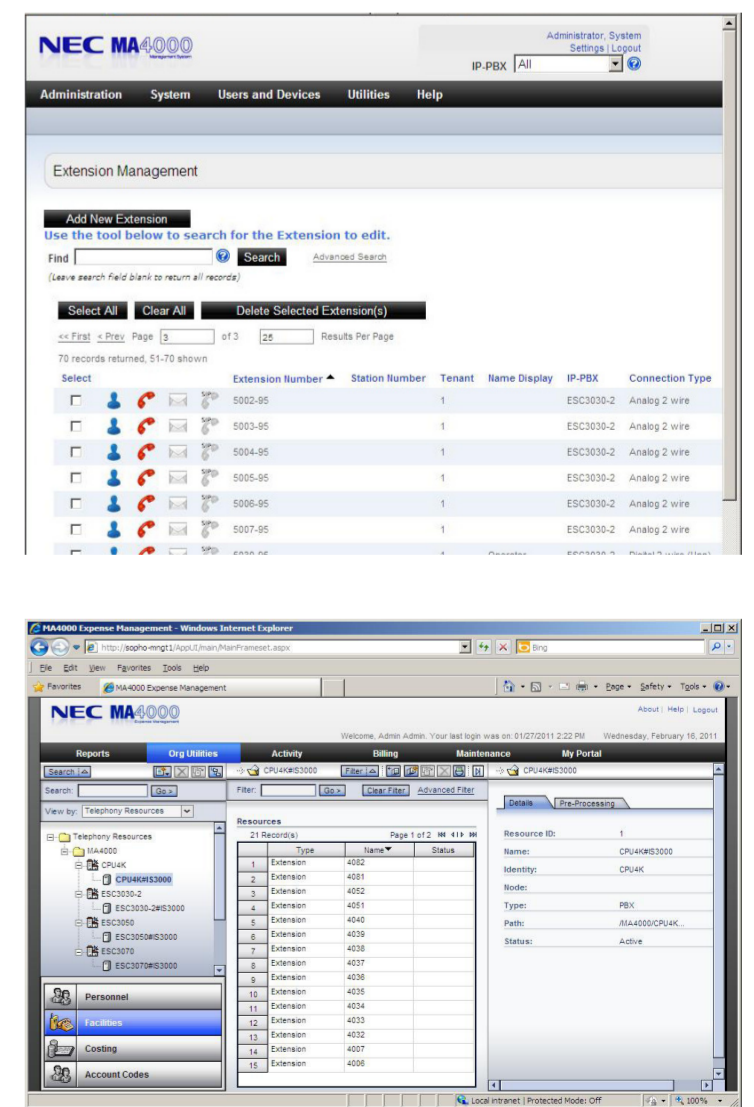 NEC MA4000
Management System
Administrator, System
Settings | Logout
IP-PBX All
Administration System Users and Devices Utilities Help
Extension Management
Add New Extension
Use the tool below to search for the Extension to edit.
Find Search Advanced Search
(Leave search field blank to return all records)
Select All Clear All Delete Selected Extension(s)
<< First < Prev Page 3 of 3 25 Results Per Page
70 records returned, 51-70 shown
Select Extension Number Station Number Tenant Name Display IP-PBX Connection Type
SIP 5002-95 1 ESC3030-2 Analog 2 wire
SIP 5003-95 1 ESC3030-2 Analog 2 wire
SIP 5004-95 1 ESC3030-2 Analog 2 wire
SIP 5005-95 1 ESC3030-2 Analog 2 wire
SIP 5006-95 1 ESC3030-2 Analog 2 wire
SIP 5007-95 1 ESC3030-2 Analog 2 wire
MA4000 Expense Management - Windows Internet Explorer
http://sopho-mngt1/AppUI/main/MainFrameset.aspx Bing
File Edit View Favorites Tools Help
Favorites MA4000 Expense Management Page Safety Tools
NEC MA4000
About | Help | Logout
Welcome, Admin Admin. Your last login was on: 01/27/2011 2:22 PM Wednesday, February 16, 2011
Reports Org Utilities Activity Billing Maintenance My Portal
Search CPU4K#IS3000 Filter CPU4K#IS3000
Search: Go > Filter: Go > Clear Filter Advanced Filter
View by: Telephony Resources
Details Pre-Processing
Telephony Resources
MA4000
CPU4K
CPU4K#IS3000
ESC3030-2
ESC3030-2#IS3000
ESC3050
ESC3050#IS3000
ESC3070
ESC3070#IS3000
Personnel
Facilities
Costing
Account Codes
Resources
21 Record(s) Page 1 of 2
Type Name Status
1 Extension 4082
2 Extension 4081
3 Extension 4052
4 Extension 4051
5 Extension 4040
6 Extension 4039
7 Extension 4038
8 Extension 4037
9 Extension 4036
10 Extension 4035
11 Extension 4034
12 Extension 4033
13 Extension 4032
14 Extension 4007
15 Extension 4006
Resource ID: 1
Name: CPU4K#IS3000
Identity: CPU4K
Node:
Type: PBX
Path: /MA4000/CPU4K...
Status: Active
Local intranet | Protected Mode: Off 100%